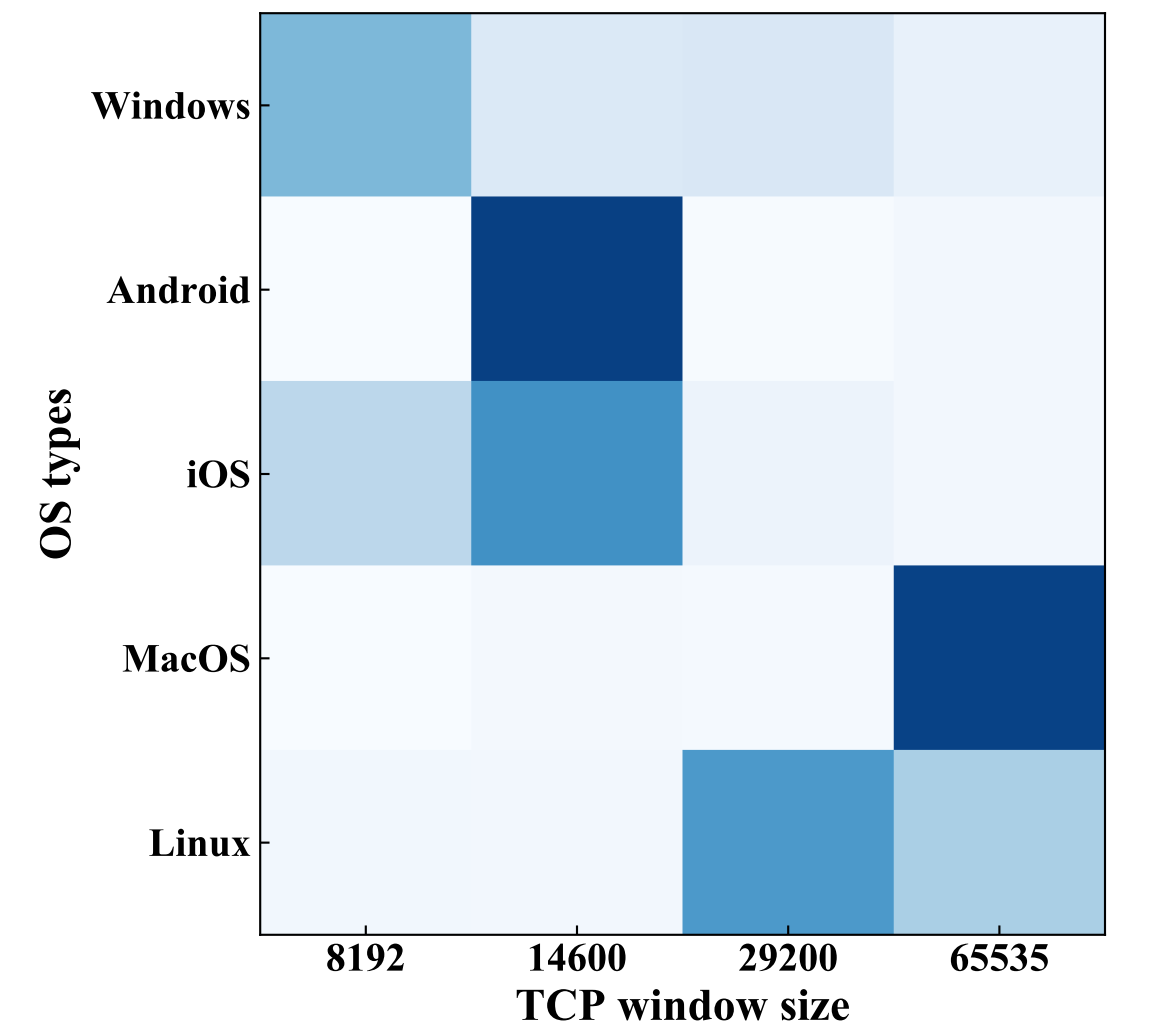 Windows
Android
iOS
MacOS
Linux
OS types
8192 14600 29200 65535
TCP window size